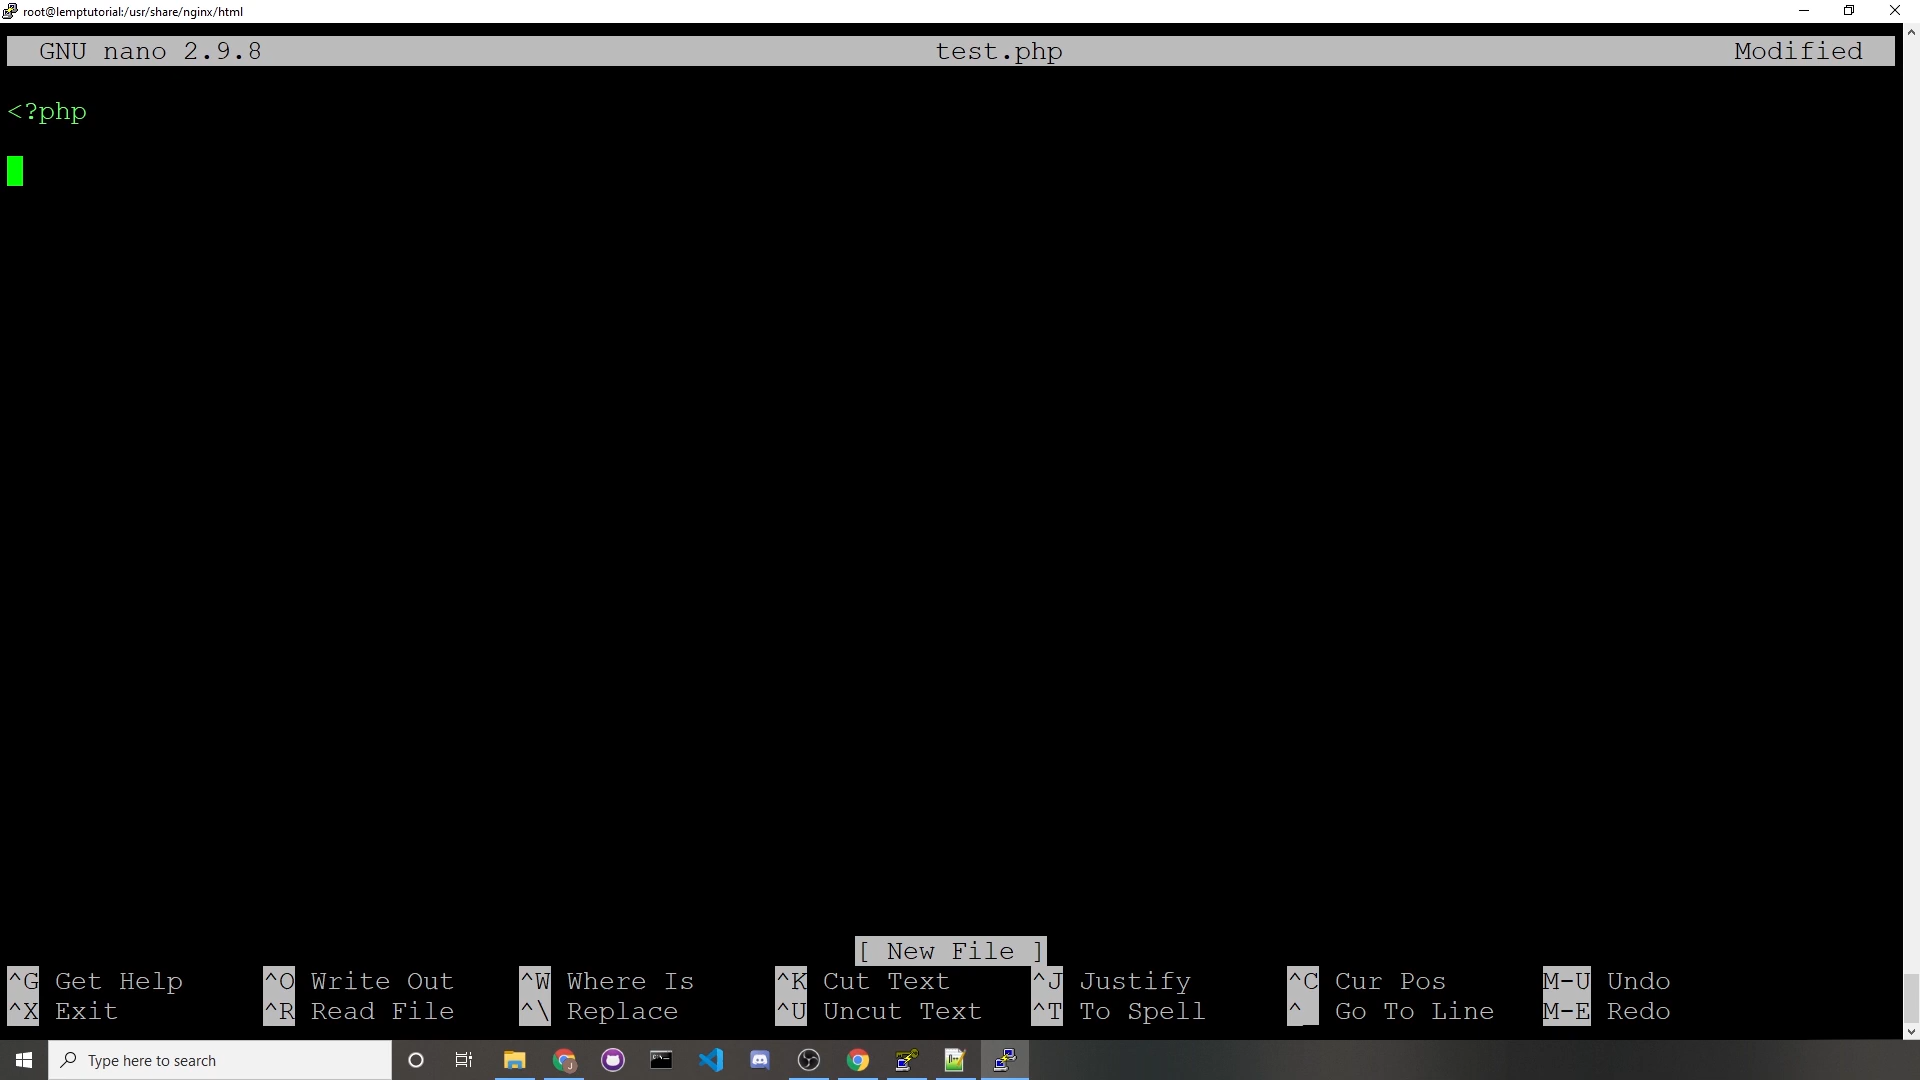 root@lemptutorial:/usr/share/nginx/html
GNU nano 2.9.8 test.php Modified
<?php
[ New File ]
^G Get Help ^O Write Out ^W Where Is ^K Cut Text ^J Justify ^C Cur Pos M-U Undo
^X Exit ^R Read File ^\ Replace ^U Uncut Text ^T To Spell ^_ Go To Line M-E Redo
Type here to search